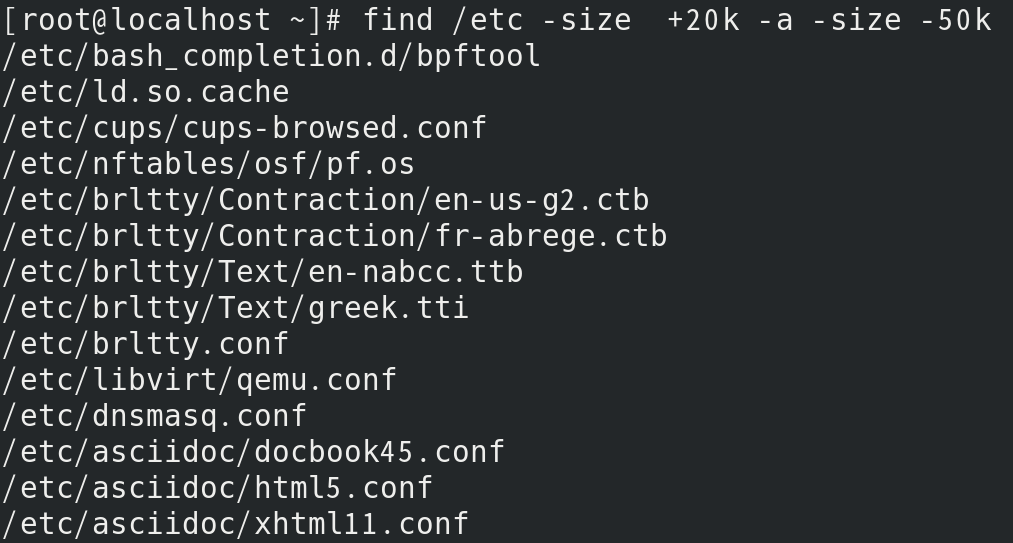 [root@localhost ~]# find /etc -size  +20k -a -size -50k
/etc/bash_completion.d/bpftool
/etc/ld.so.cache
/etc/cups/cups-browsed.conf
/etc/nftables/osf/pf.os
/etc/brltty/Contraction/en-us-g2.ctb
/etc/brltty/Contraction/fr-abrege.ctb
/etc/brltty/Text/en-nabcc.ttb
/etc/brltty/Text/greek.tti
/etc/brltty.conf
/etc/libvirt/qemu.conf
/etc/dnsmasq.conf
/etc/asciidoc/docbook45.conf
/etc/asciidoc/html5.conf
/etc/asciidoc/xhtml11.conf